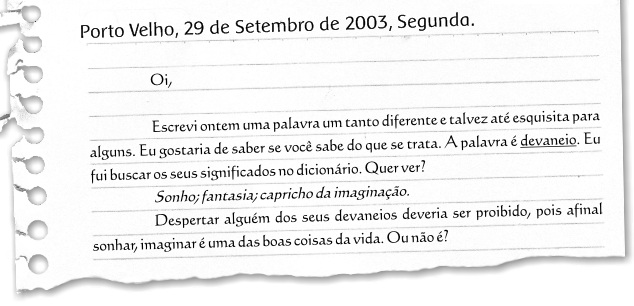 Porto Velho, 29 de Setembro de 2003, Segunda.
Oi,
Escrevi ontem uma palavra um tanto diferente e talvez até esquisita para
alguns. Eu gostaria de saber se você sabe do que se trata. A palavra é devaneio. Eu
fui buscar os seus significados no dicionário. Quer ver?
Sonho; fantasia; capricho da imaginação.
Despertar alguém dos seus devaneios deveria ser proibido, pois afinal
sonhar, imaginar é uma das boas coisas da vida. Ou não é?